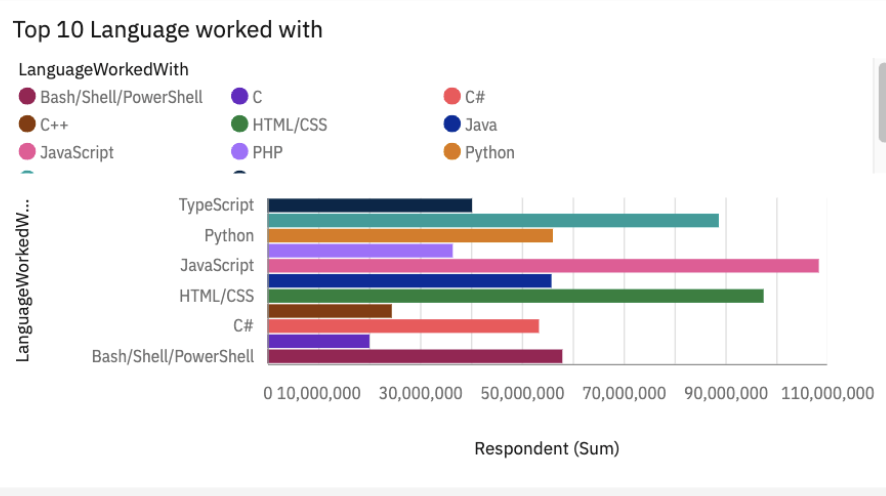 Top 10 Language worked with
LanguageWorkedWith
Bash/Shell/PowerShell C C#
C++ HTML/CSS Java
JavaScript PHP Python
LanguageWorkedW...
TypeScript
Python
JavaScript
HTML/CSS
C#
Bash/Shell/PowerShell
0 10,000,000 30,000,000 50,000,000 70,000,000 90,000,000 110,000,000
Respondent (Sum)